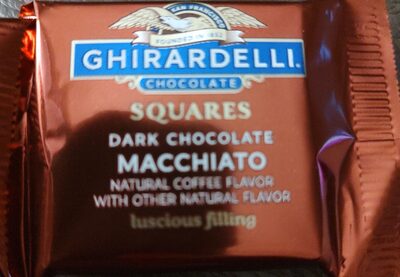 SAN FRANCISCO
FOUNDED IN 1852
GHIRARDELLI
CHOCOLATE
SQUARES
DARK CHOCOLATE
MACCHIATO
NATURAL COFFEE FLAVOR
WITH OTHER NATURAL FLAVOR
luscious filling